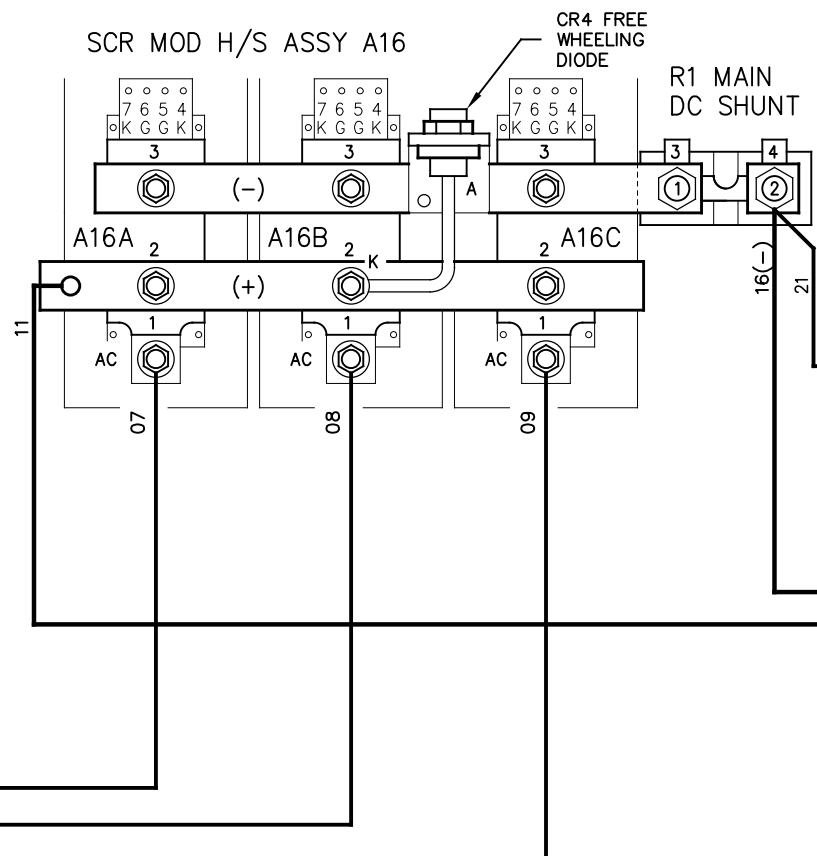 CR4 FREE
WHEELING
DIODE
SCR MOD H/S ASSY A16
R1 MAIN
DC SHUNT
7 6 5 4
K G G K
7 6 5 4
K G G K
7 6 5 4
K G G K
3
3
3
3
4
(-)
A
1
2
A16A
2
A16B
2
K
2
A16C
(+)
16(-)
21
11
1
1
1
AC
AC
AC
07
08
09